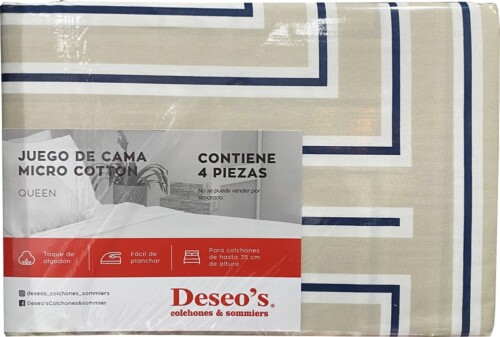 JUEGO DE CAMA
MICRO COTTON
QUEEN
CONTIENE
4 PIEZAS
No se puede vender por
separado.
Toque de
algodón
Fácil de
planchar
Para colchones
de hasta 35 cm
de altura
deseos_colchones_sommiers
Deseo'sColchones&sommier
Deseo's®
colchones & sommiers